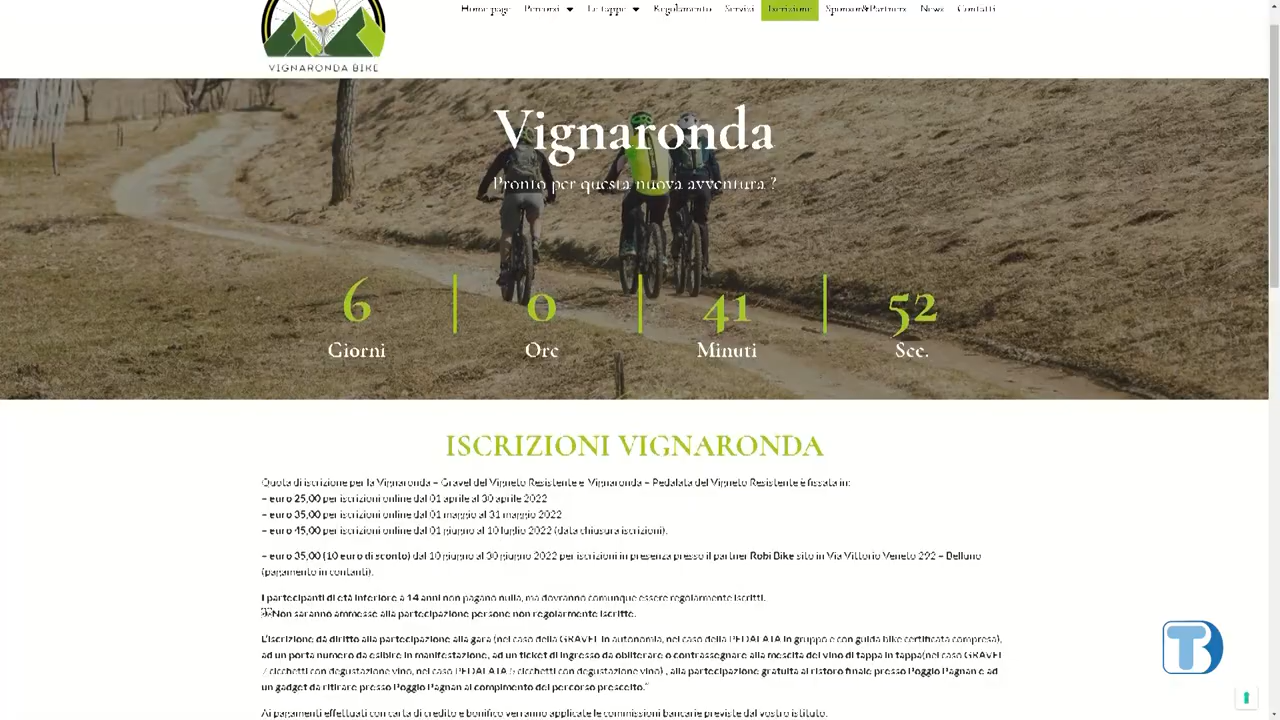 Home page Percorsi Le tappe Regolamento Servizi Iscrizione Sponsor&Partners News Contatti
VIGNARONDA BIKE
Vignaronda
Pronto per questa nuova avventura ?
6 0 41 52
Giorni Ore Minuti Sec.
ISCRIZIONI VIGNARONDA
Quota di iscrizione per la Vignaronda – Gravel del Vigneto Resistente e Vignaronda – Pedalata del Vigneto Resistente è fissata in:
– euro 25,00 per iscrizioni online dal 01 aprile al 30 aprile 2022
– euro 35,00 per iscrizioni online dal 01 maggio al 31 maggio 2022
– euro 45,00 per iscrizioni online dal 01 giugno al 10 luglio 2022 (data chiusura iscrizioni).
– euro 35,00 (10 euro di sconto) dal 10 giugno al 30 giugno 2022 per iscrizioni in presenza presso il partner Robi Bike sito in Via Vittorio Veneto 292 – Belluno
(pagamento in contanti).
I partecipanti di età inferiore a 14 anni non pagano nulla, ma dovranno comunque essere regolarmente iscritti.
Non saranno ammesse alla partecipazione persone non regolarmente iscritte.
L'iscrizione dà diritto alla partecipazione alla gara (nel caso della GRAVEL in autonomia, nel caso della PEDALATA in gruppo e con guida bike certificata compresa),
ad un porta numero da esibire in manifestazione, ad un ticket di ingresso da obliterare o contrassegnare alla mescita del vino di tappa in tappa(nel caso GRAVEL
7 cicchetti con degustazione vino, nel caso PEDALATA 5 cicchetti con degustazione vino) , alla partecipazione gratuita al ristoro finale presso Poggio Pagnan e ad
un gadget da ritirare presso Poggio Pagnan al compimento del percorso prescelto."
Ai pagamenti effettuati con carta di credito e bonifico verranno applicate le commissioni bancarie previste dal vostro istituto.
TB